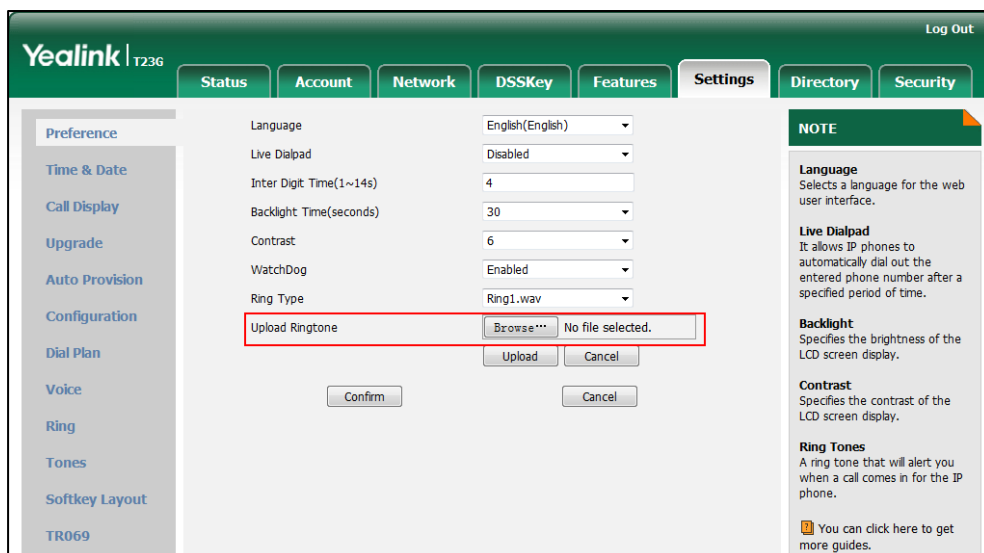 Log Out
Yealink T23G
Status Account Network DSSKey Features Settings Directory Security
Preference
Time & Date
Call Display
Upgrade
Auto Provision
Configuration
Dial Plan
Voice
Ring
Tones
Softkey Layout
TR069
Language English(English)
Live Dialpad Disabled
Inter Digit Time(1~14s) 4
Backlight Time(seconds) 30
Contrast 6
WatchDog Enabled
Ring Type Ring1.wav
Upload Ringtone Browse··· No file selected.
Upload Cancel
Confirm Cancel
NOTE
Language
Selects a language for the web
user interface.
Live Dialpad
It allows IP phones to
automatically dial out the
entered phone number after a
specified period of time.
Backlight
Specifies the brightness of the
LCD screen display.
Contrast
Specifies the contrast of the
LCD screen display.
Ring Tones
A ring tone that will alert you
when a call comes in for the IP
phone.
You can click here to get
more guides.